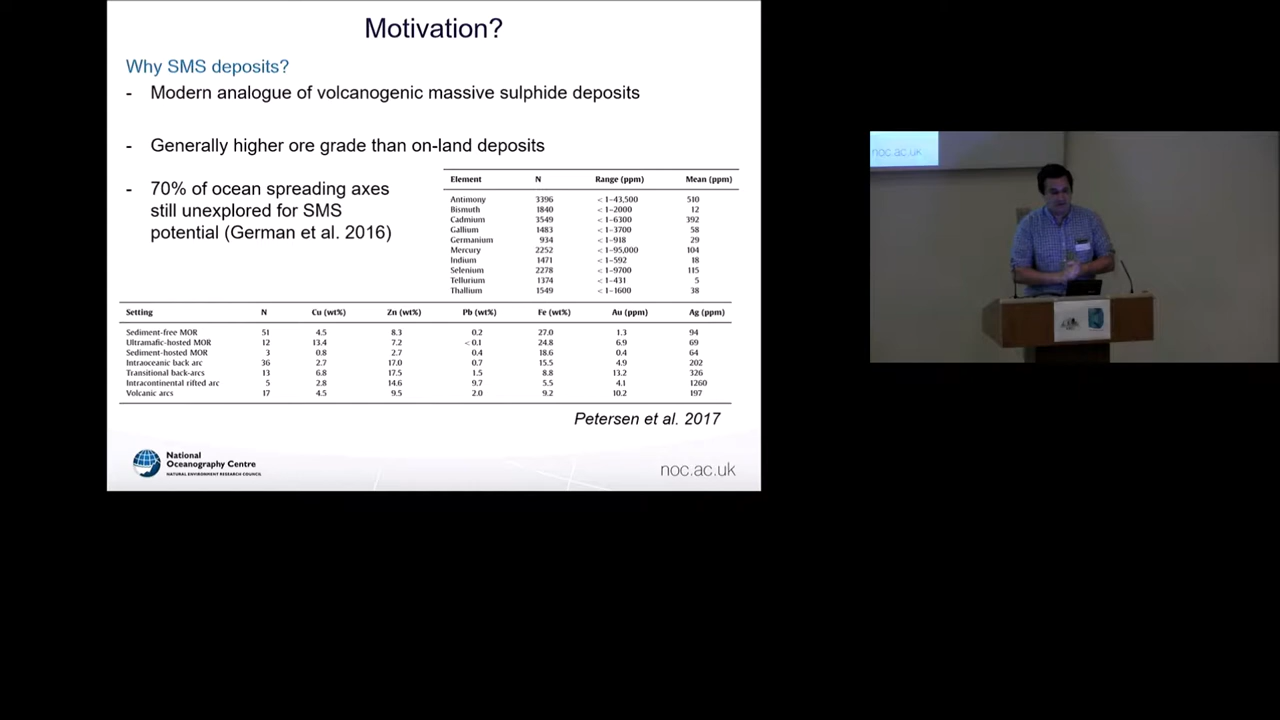 Motivation?
Why SMS deposits?
- Modern analogue of volcanogenic massive sulphide deposits
- Generally higher ore grade than on-land deposits
- 70% of ocean spreading axes
still unexplored for SMS
potential (German et al. 2016)
Element N Range (ppm) Mean (ppm)
Antimony 3396 <1–43,500 510
Bismuth 1840 <1–2000 12
Cadmium 3549 <1–6300 392
Gallium 1483 <1–3700 58
Germanium 934 <1–918 29
Mercury 2252 <1–95,000 104
Indium 1471 <1–592 18
Selenium 2278 <1–9700 115
Tellurium 1374 <1–431 5
Thallium 1549 <1–1600 38
Setting N Cu (wt%) Zn (wt%) Pb (wt%) Fe (wt%) Au (ppm) Ag (ppm)
Sediment-free MOR 51 4.5 8.3 0.2 27.0 1.3 94
Ultramafic-hosted MOR 12 13.4 7.2 <0.1 24.8 6.9 69
Sediment-hosted MOR 3 0.8 2.7 0.4 18.6 0.4 64
Intraoceanic back arc 36 2.7 17.0 0.7 15.5 4.9 202
Transitional back-arcs 13 6.8 17.5 1.5 8.8 13.2 326
Intracontinental rifted arc 5 2.8 14.6 9.7 5.5 4.1 1260
Volcanic arcs 17 4.5 9.5 2.0 9.2 10.2 197
Petersen et al. 2017
National
Oceanography Centre
NATURAL ENVIRONMENT RESEARCH COUNCIL
noc.ac.uk
noc.ac.uk